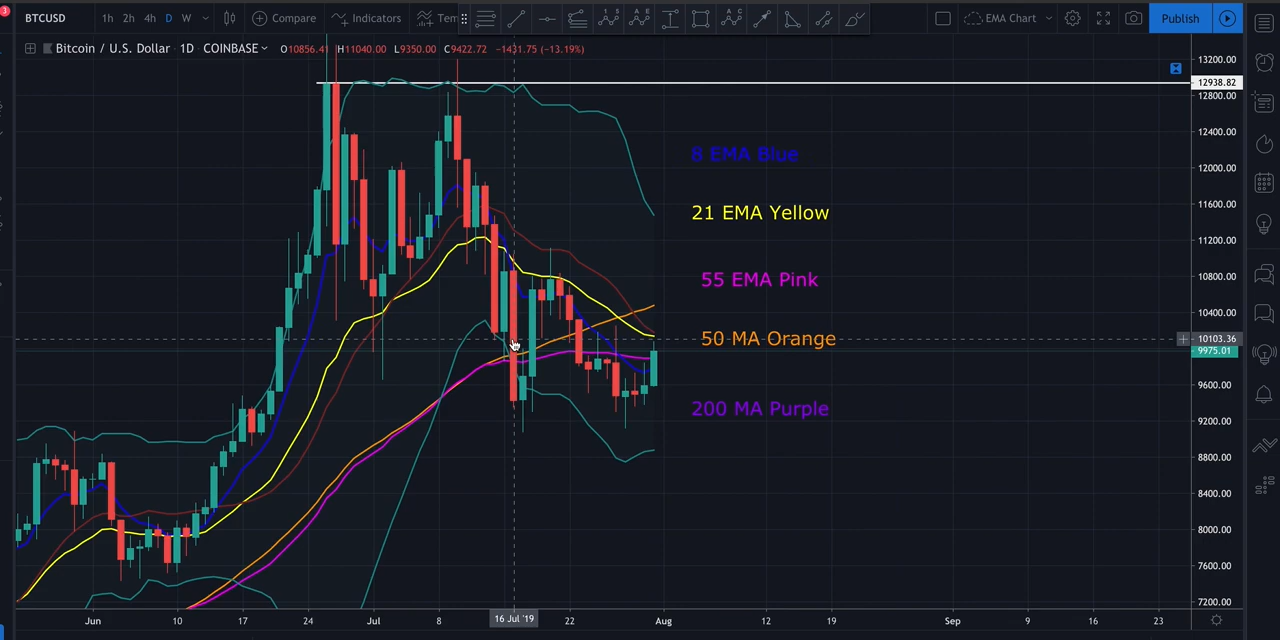 3
BTCUSD 1h 2h 4h D W Compare Indicators Tem EMA Chart Publish
Bitcoin / U.S. Dollar 1D COINBASE O10856.41 H11040.00 L9350.00 C9422.72 −1431.75 (−13.19%)
13200.00
12938.82
12800.00
12400.00
8 EMA Blue
12000.00
11600.00
21 EMA Yellow
11200.00
55 EMA Pink
10800.00
10400.00
50 MA Orange
10103.36
9975.01
9600.00
200 MA Purple
9200.00
8800.00
8400.00
8000.00
7600.00
7200.00
Jun 10 17 24 Jul 8 16 Jul '19 22 Aug 12 19 Sep 9 16 23